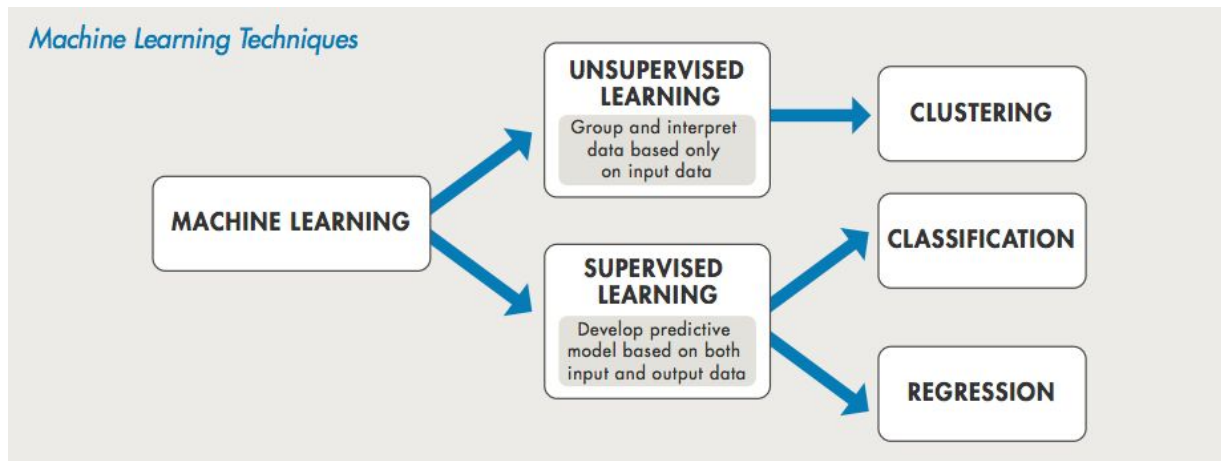 Machine Learning Techniques
UNSUPERVISED
LEARNING
Group and interpret
data based only
on input data
CLUSTERING
MACHINE LEARNING
CLASSIFICATION
SUPERVISED
LEARNING
Develop predictive
model based on both
input and output data
REGRESSION